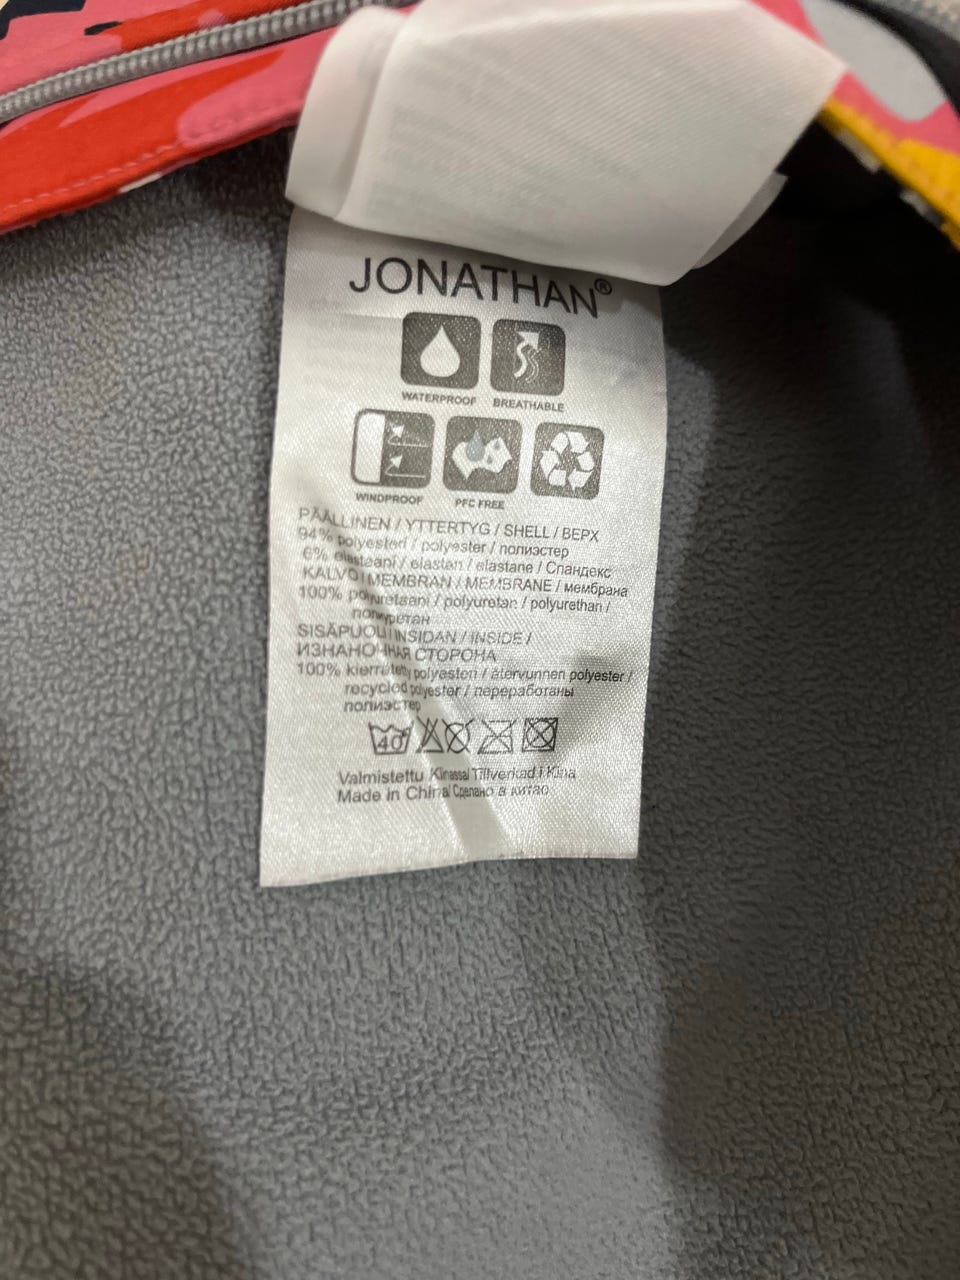 JONATHAN®
WATERPROOF BREATHABLE
WINDPROOF PFC FREE
PÄÄLLINEN / YTTERTYG / SHELL / ВЕРХ
94% polyesteri / polyester / полиэстер
6% elastaani / elastan / elastane / Спандекс
KALVO / MEMBRAN / MEMBRANE / мембрана
100% polyuretaani / polyuretan / polyurethan /
полиуретан
SISÄPUOLI / INSIDAN / INSIDE /
ИЗНАНОЧНАЯ СТОРОНА
100% kierrätetty polyesteri / återvunnen polyester /
recycled polyester / переработаны
полиэстер
40
Valmistettu Kiinassa/ Tillverkad i Kina
Made in China/ Сделано в китае